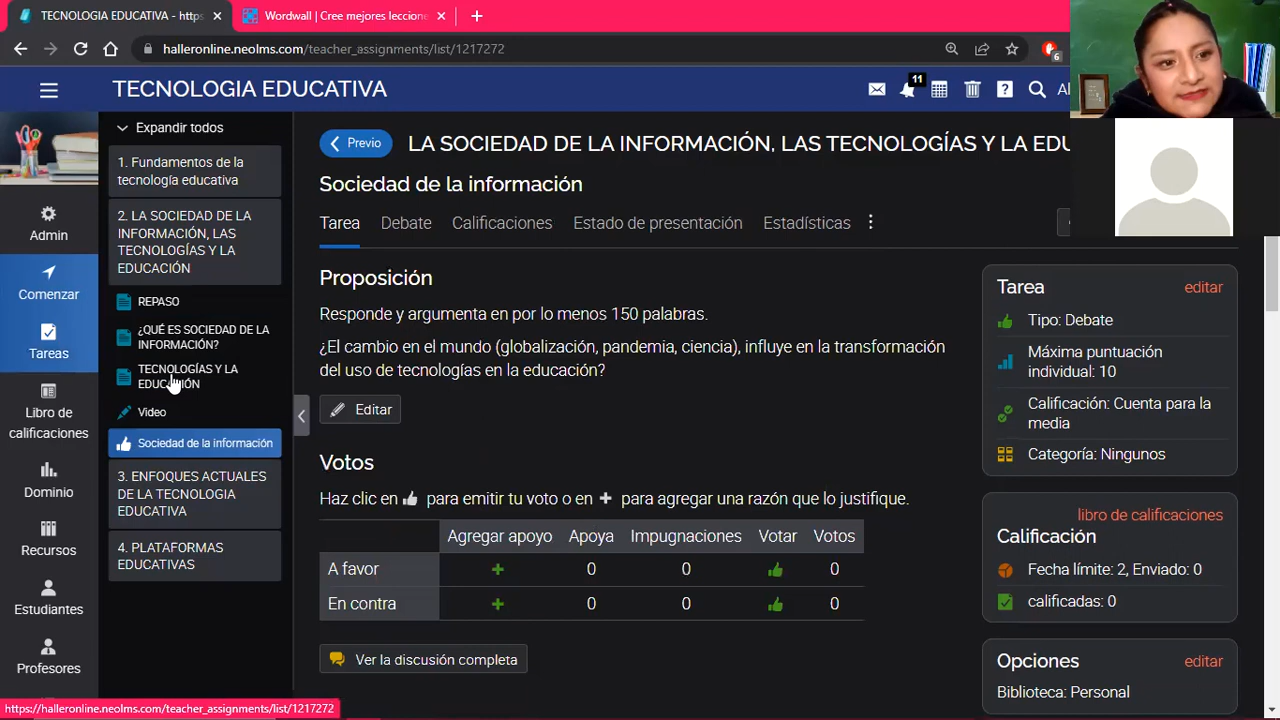 TECNOLOGIA EDUCATIVA - https
Wordwall | Cree mejores leccione
halleronline.neolms.com/teacher_assignments/list/1217272
6
TECNOLOGIA EDUCATIVA
11
Expandir todos
1. Fundamentos de la
tecnología educativa
2. LA SOCIEDAD DE LA
INFORMACIÓN, LAS
TECNOLOGÍAS Y LA
EDUCACIÓN
REPASO
¿QUÉ ES SOCIEDAD DE LA
INFORMACIÓN?
TECNOLOGÍAS Y LA
EDUCACIÓN
Video
Sociedad de la información
3. ENFOQUES ACTUALES
DE LA TECNOLOGIA
EDUCATIVA
4. PLATAFORMAS
EDUCATIVAS
Admin
Comenzar
Tareas
Libro de
calificaciones
Dominio
Recursos
Estudiantes
Profesores
Previo
LA SOCIEDAD DE LA INFORMACIÓN, LAS TECNOLOGÍAS Y LA EDU
Sociedad de la información
Tarea Debate Calificaciones Estado de presentación Estadísticas
Proposición
Responde y argumenta en por lo menos 150 palabras.
¿El cambio en el mundo (globalización, pandemia, ciencia), influye en la transformación
del uso de tecnologías en la educación?
Editar
Votos
Haz clic en para emitir tu voto o en + para agregar una razón que lo justifique.
Agregar apoyo Apoya Impugnaciones Votar Votos
A favor + 0 0 0
En contra + 0 0 0
Ver la discusión completa
Tarea editar
Tipo: Debate
Máxima puntuación
individual: 10
Calificación: Cuenta para la
media
Categoría: Ningunos
libro de calificaciones
Calificación
Fecha límite: 2, Enviado: 0
calificadas: 0
Opciones editar
Biblioteca: Personal
https://halleronline.neolms.com/teacher_assignments/list/1217272